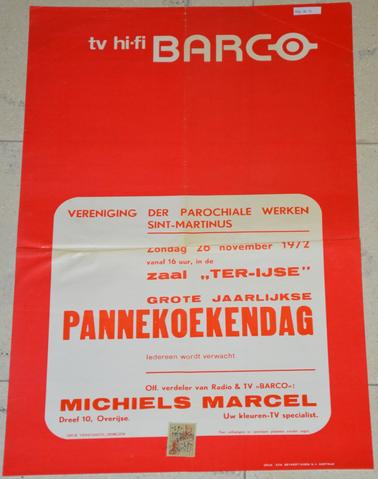 tv hi-fi BARCO
VERENIGING DER PAROCHIALE WERKEN
SINT-MARTINUS
Zondag 26 november 1972
vanaf 16 uur, in de
zaal „TER-IJSE"
GROTE JAARLIJKSE
PANNEKOEKENDAG
Iedereen wordt verwacht
Off. verdeler van Radio & TV »BARCO»:
MICHIELS MARCEL
Dreef 10, Overijse.
Uw kleuren-TV specialist.